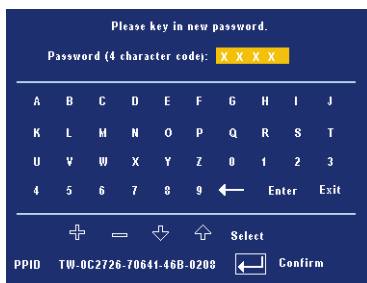 Please key in new password.
Password (4 character code): X X X X
A B C D E F G H I J
K L M N O P Q R S T
U V W X Y Z 0 1 2 3
4 5 6 7 8 9 Enter Exit
Select
PPID TW-0C2726-70641-46B-0208 Confirm